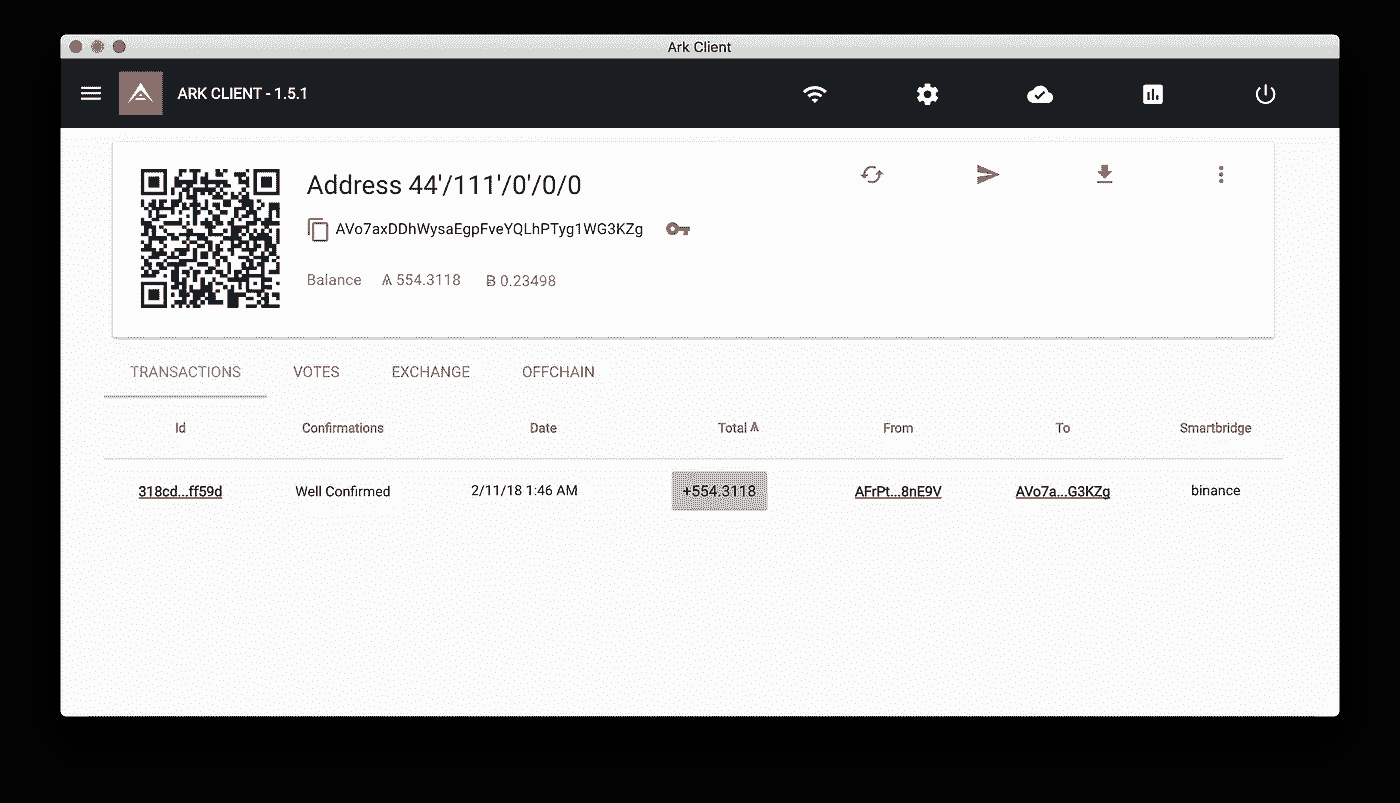 Ark Client
ARK CLIENT - 1.5.1
Address 44'/111'/0'/0/0
AVo7axDDhWysaEgpFveYQLhPTyg1WG3KZg
Balance Ѧ 554.3118 Ƀ 0.23498
TRANSACTIONS VOTES EXCHANGE OFFCHAIN
Id Confirmations Date Total Ѧ From To Smartbridge
318cd...ff59d Well Confirmed 2/11/18 1:46 AM +554.3118 AFrPt...8nE9V AVo7a...G3KZg binance